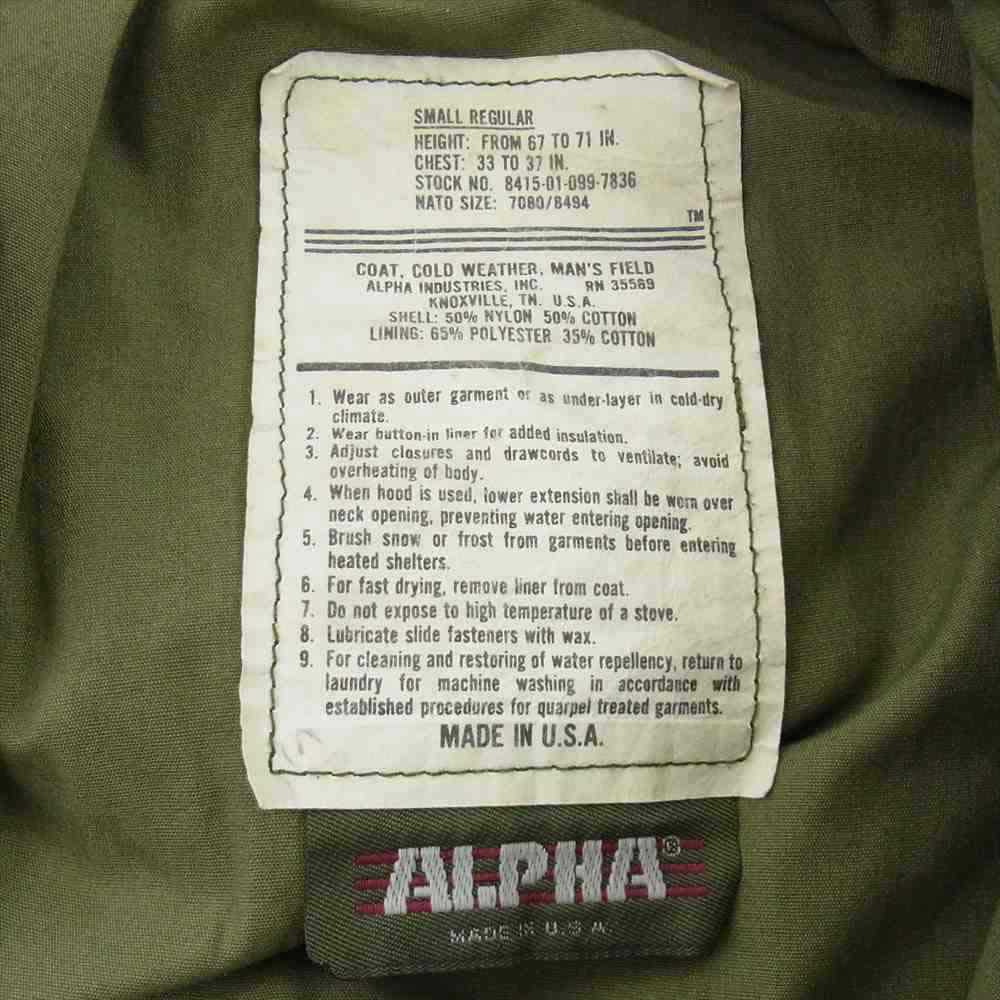 SMALL REGULAR
HEIGHT: FROM 67 TO 71 IN.
CHEST: 33 TO 37 IN.
STOCK NO. 8415-01-099-7836
NATO SIZE: 7080/8494
TM
COAT, COLD WEATHER, MAN'S FIELD
ALPHA INDUSTRIES, INC. RN 35589
KNOXVILLE, TN. U.S.A.
SHELL: 50% NYLON 50% COTTON
LINING: 65% POLYESTER 35% COTTON
1. Wear as outer garment or as under-layer in cold-dry
climate.
2. Wear button-in liner for added insulation.
3. Adjust closures and drawcords to ventilate; avoid
overheating of body.
4. When hood is used, lower extension shall be worn over
neck opening, preventing water entering opening.
5. Brush snow or frost from garments before entering
heated shelters.
6. For fast drying, remove liner from coat.
7. Do not expose to high temperature of a stove.
8. Lubricate slide fasteners with wax.
9. For cleaning and restoring of water repellency, return to
laundry for machine washing in accordance with
established procedures for quarpel treated garments.
MADE IN U.S.A.
ALPHA®
MADE IN U.S.A.